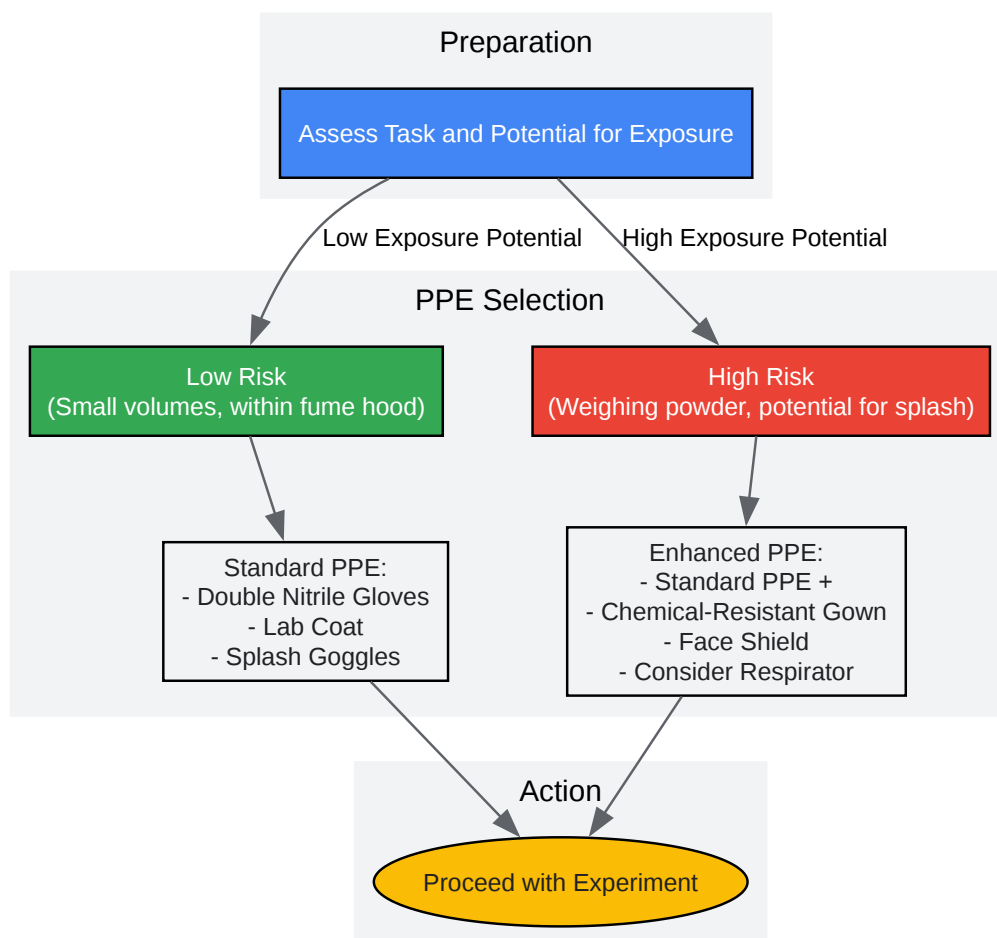 Preparation
Assess Task and Potential for Exposure
Low Exposure Potential
High Exposure Potential
PPE Selection
Low Risk
(Small volumes, within fume hood)
High Risk
(Weighing powder, potential for splash)
Standard PPE:
- Double Nitrile Gloves
- Lab Coat
- Splash Goggles
Enhanced PPE:
- Standard PPE +
- Chemical-Resistant Gown
- Face Shield
- Consider Respirator
Action
Proceed with Experiment